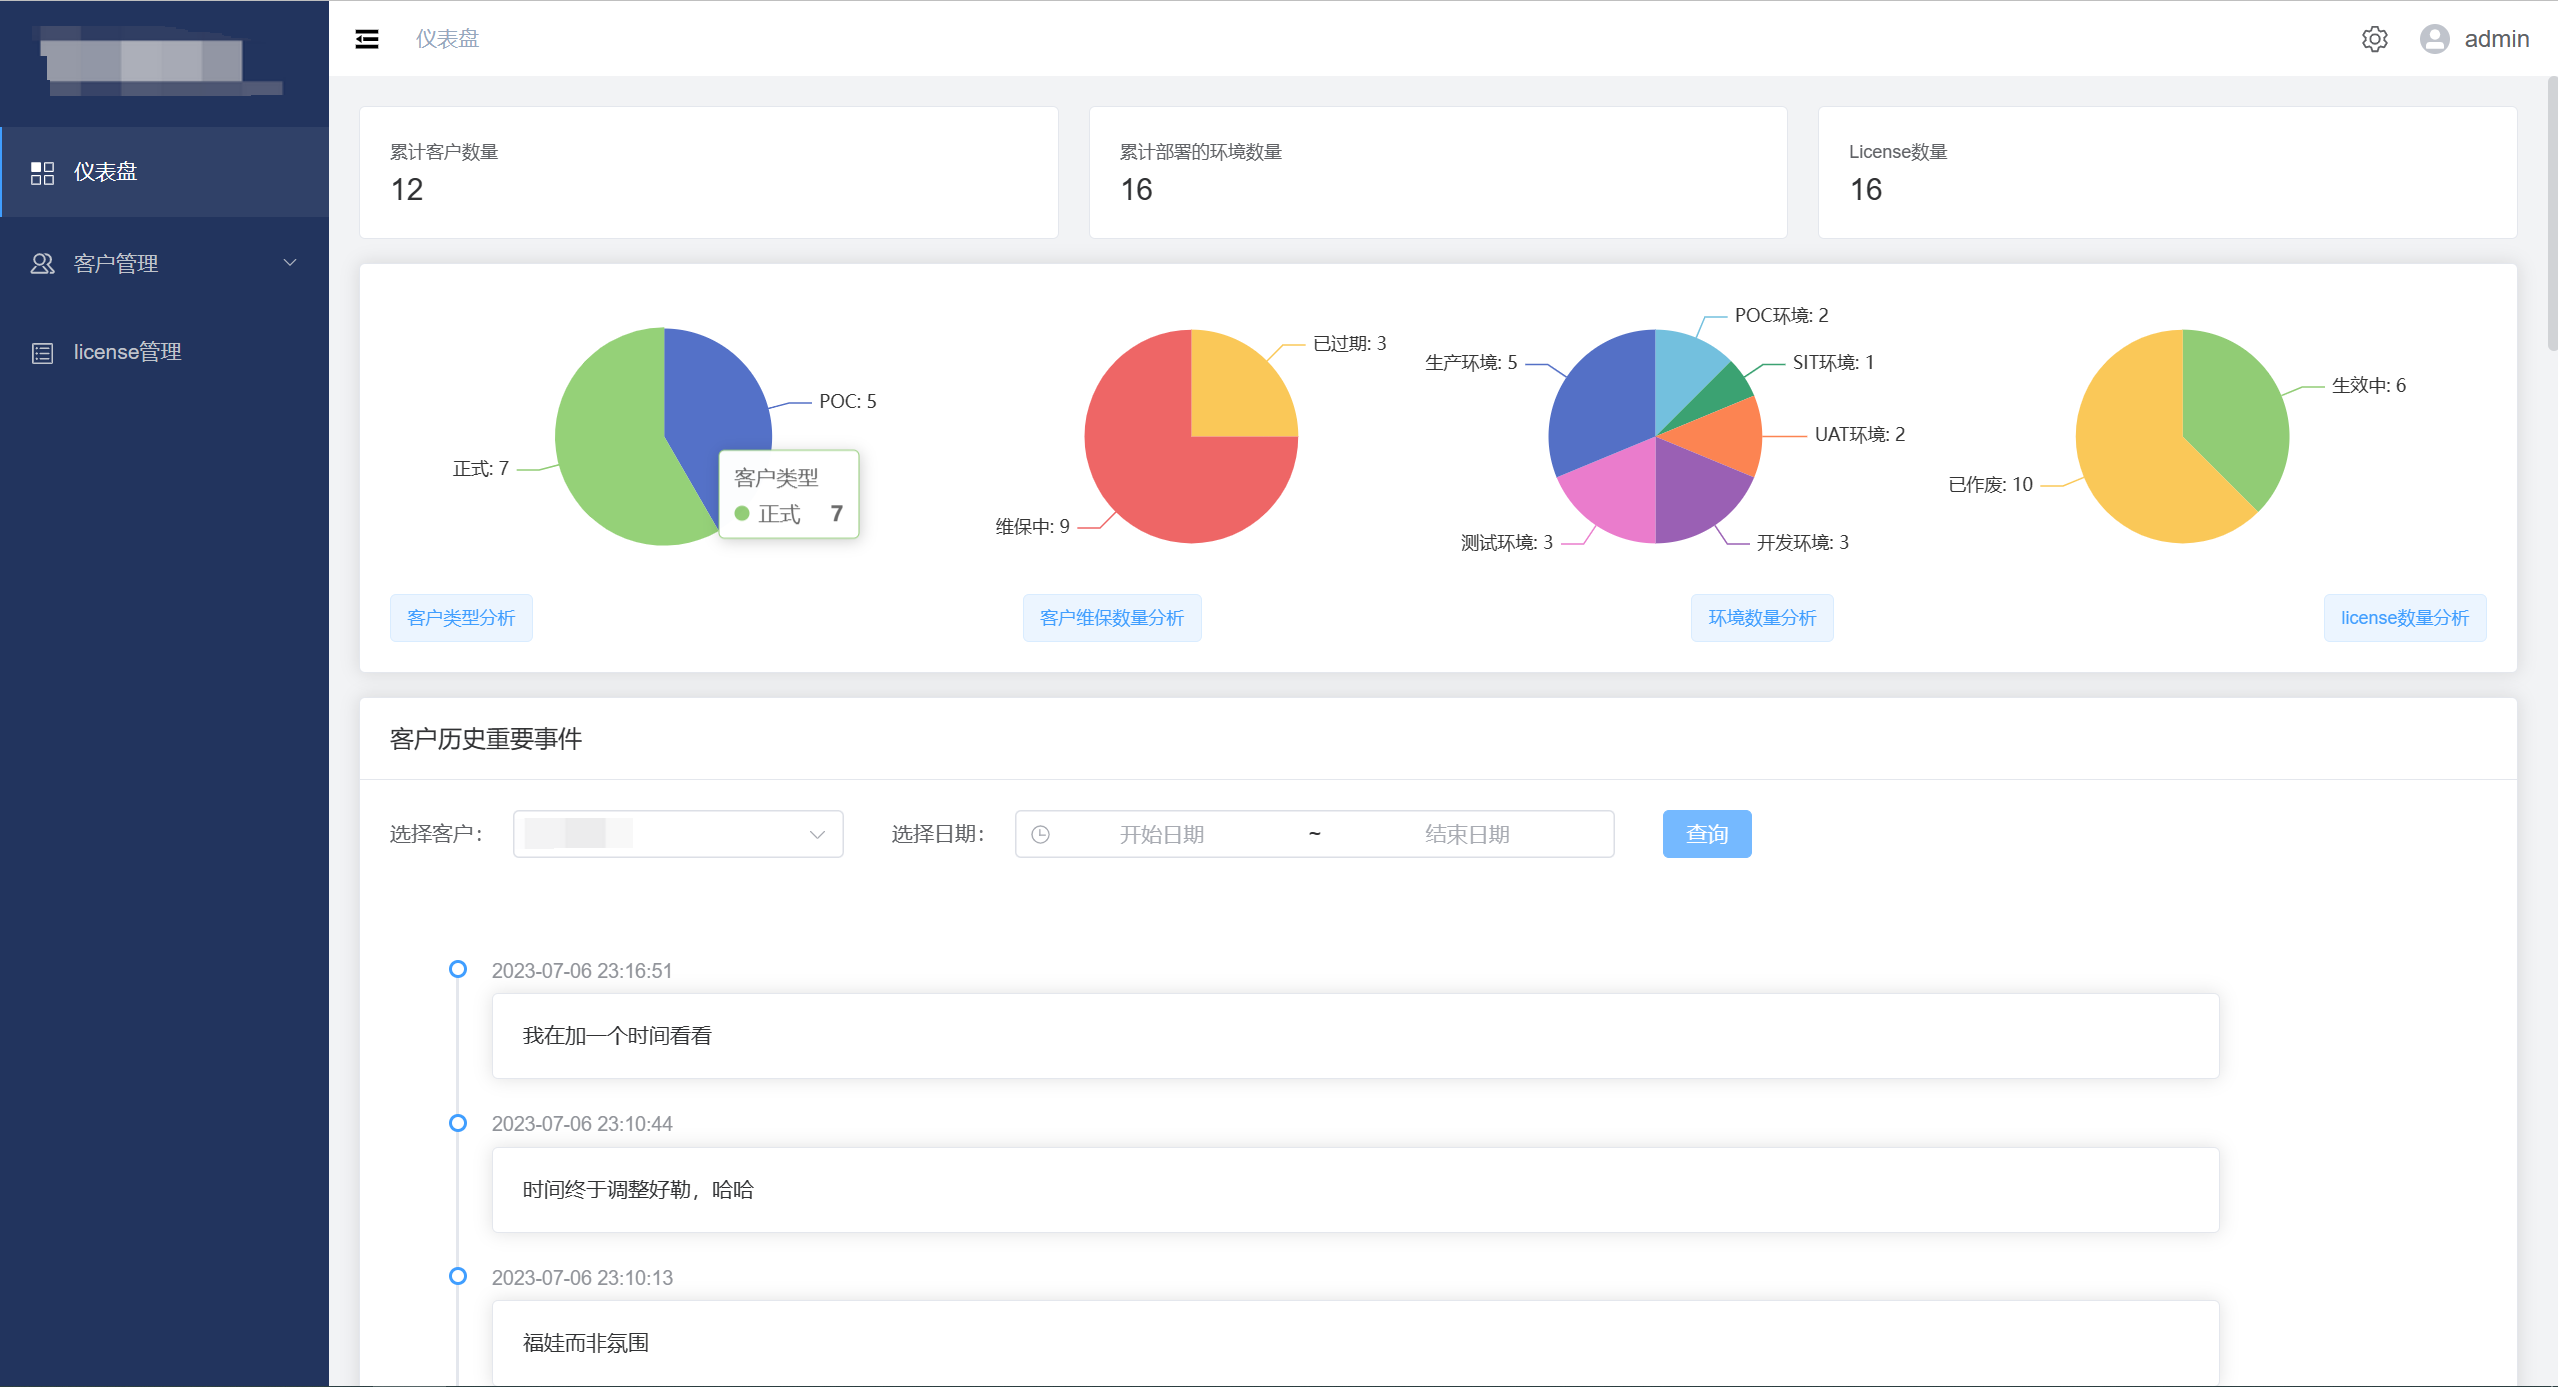 仪表盘
admin
仪表盘
客户管理
license管理
累计客户数量
12
累计部署的环境数量
16
License数量
16
POC: 5
正式: 7
客户类型
正式 7
已过期: 3
维保中: 9
POC环境: 2
生产环境: 5
SIT环境: 1
UAT环境: 2
测试环境: 3
开发环境: 3
生效中: 6
已作废: 10
客户类型分析
客户维保数量分析
环境数量分析
license数量分析
客户历史重要事件
选择客户：
选择日期：
开始日期 ~ 结束日期
查询
2023-07-06 23:16:51
我在加一个时间看看
2023-07-06 23:10:44
时间终于调整好勒，哈哈
2023-07-06 23:10:13
福娃而非氛围